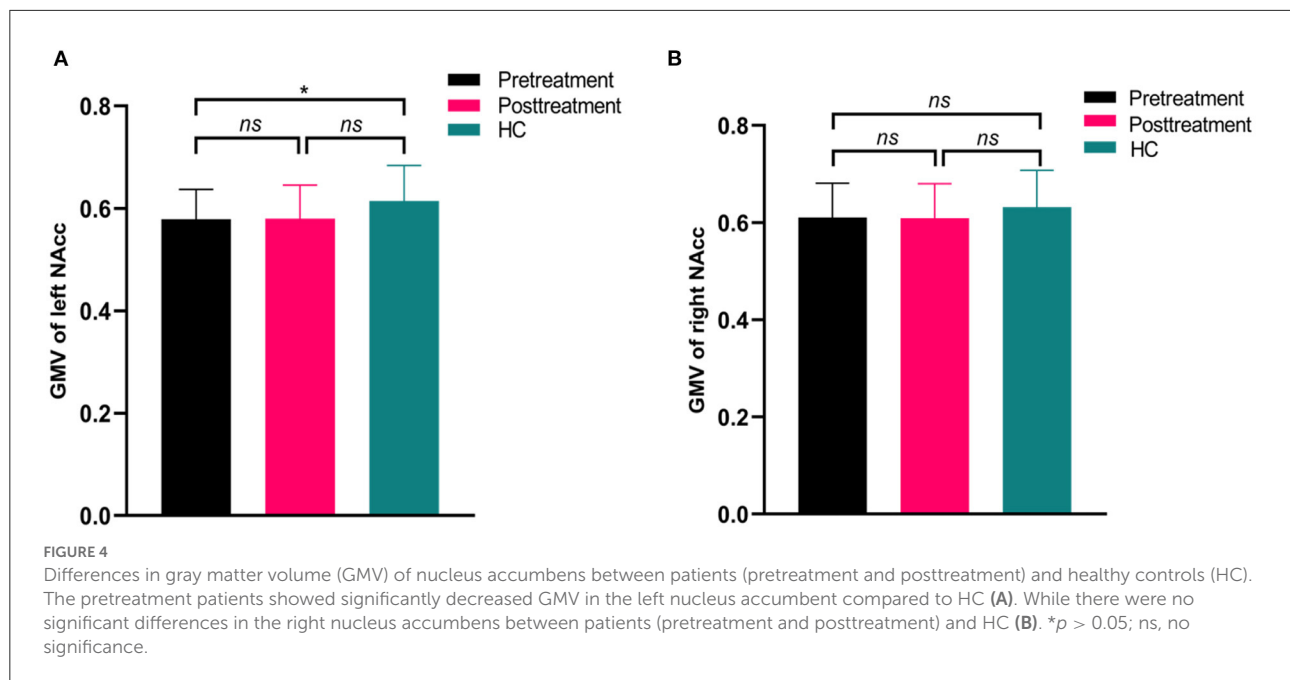 A
Pretreatment
Posttreatment
HC
*
ns
ns
GMV of left NAcc
0.8
0.6
0.4
0.2
0.0
B
Pretreatment
Posttreatment
HC
ns
ns
ns
GMV of right NAcc
0.8
0.6
0.4
0.2
0.0
FIGURE 4
Differences in gray matter volume (GMV) of nucleus accumbens between patients (pretreatment and posttreatment) and healthy controls (HC).
The pretreatment patients showed significantly decreased GMV in the left nucleus accumbent compared to HC (A). While there were no
significant differences in the right nucleus accumbens between patients (pretreatment and posttreatment) and HC (B). *p > 0.05; ns, no
significance.